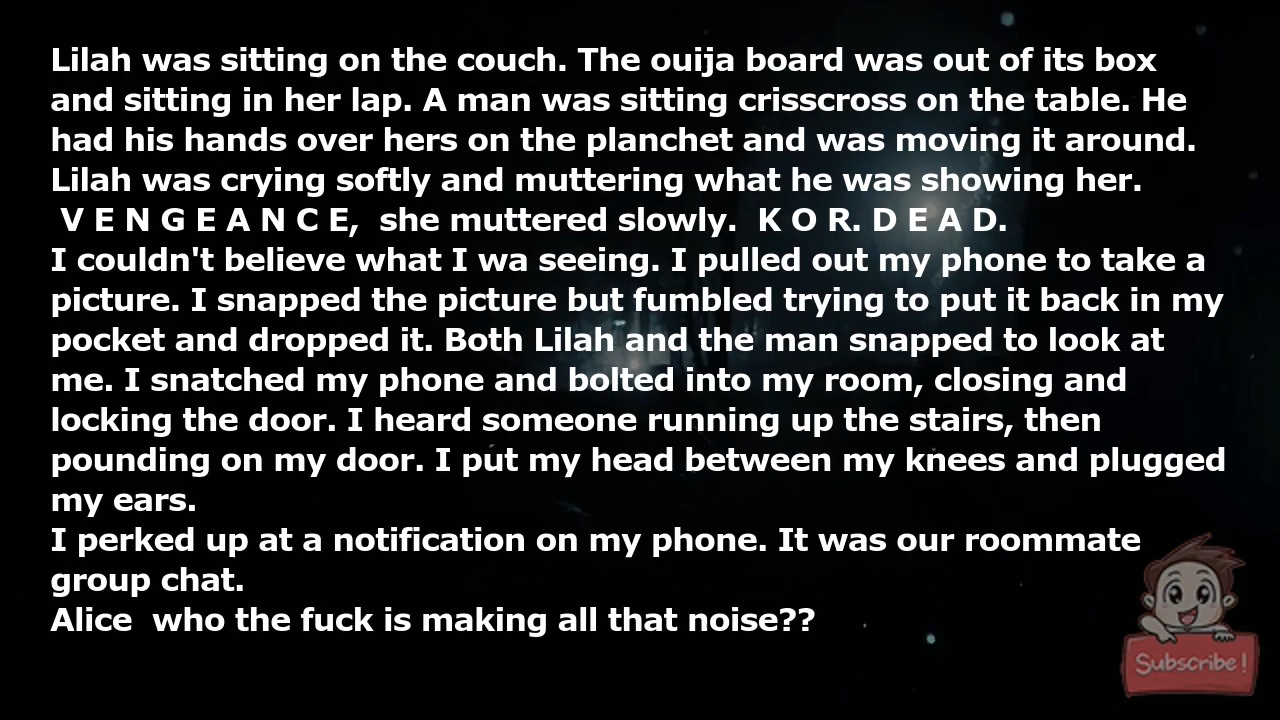 Lilah was sitting on the couch. The ouija board was out of its box
and sitting in her lap. A man was sitting crisscross on the table. He
had his hands over hers on the planchet and was moving it around.
Lilah was crying softly and muttering what he was showing her.
V E N G E A N C E,  she muttered slowly.  K O R. D E A D.
I couldn't believe what I wa seeing. I pulled out my phone to take a
picture. I snapped the picture but fumbled trying to put it back in my
pocket and dropped it. Both Lilah and the man snapped to look at
me. I snatched my phone and bolted into my room, closing and
locking the door. I heard someone running up the stairs, then
pounding on my door. I put my head between my knees and plugged
my ears.
I perked up at a notification on my phone. It was our roommate
group chat.
Alice  who the fuck is making all that noise??
Subscribe!